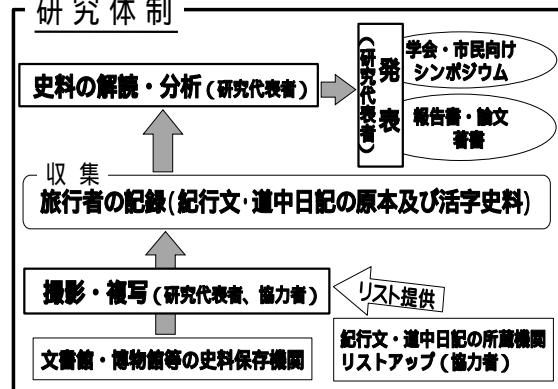 研究体制
史料の解読・分析(研究代表者)
発表
(研究代表者)
学会・市民向け
シンポジウム
報告書・論文
著書
収集
旅行者の記録(紀行文・道中日記の原本及び活字史料)
撮影・複写(研究代表者、協力者)
リスト提供
文書館・博物館等の史料保存機関
紀行文・道中日記の所蔵機関
リストアップ(協力者)